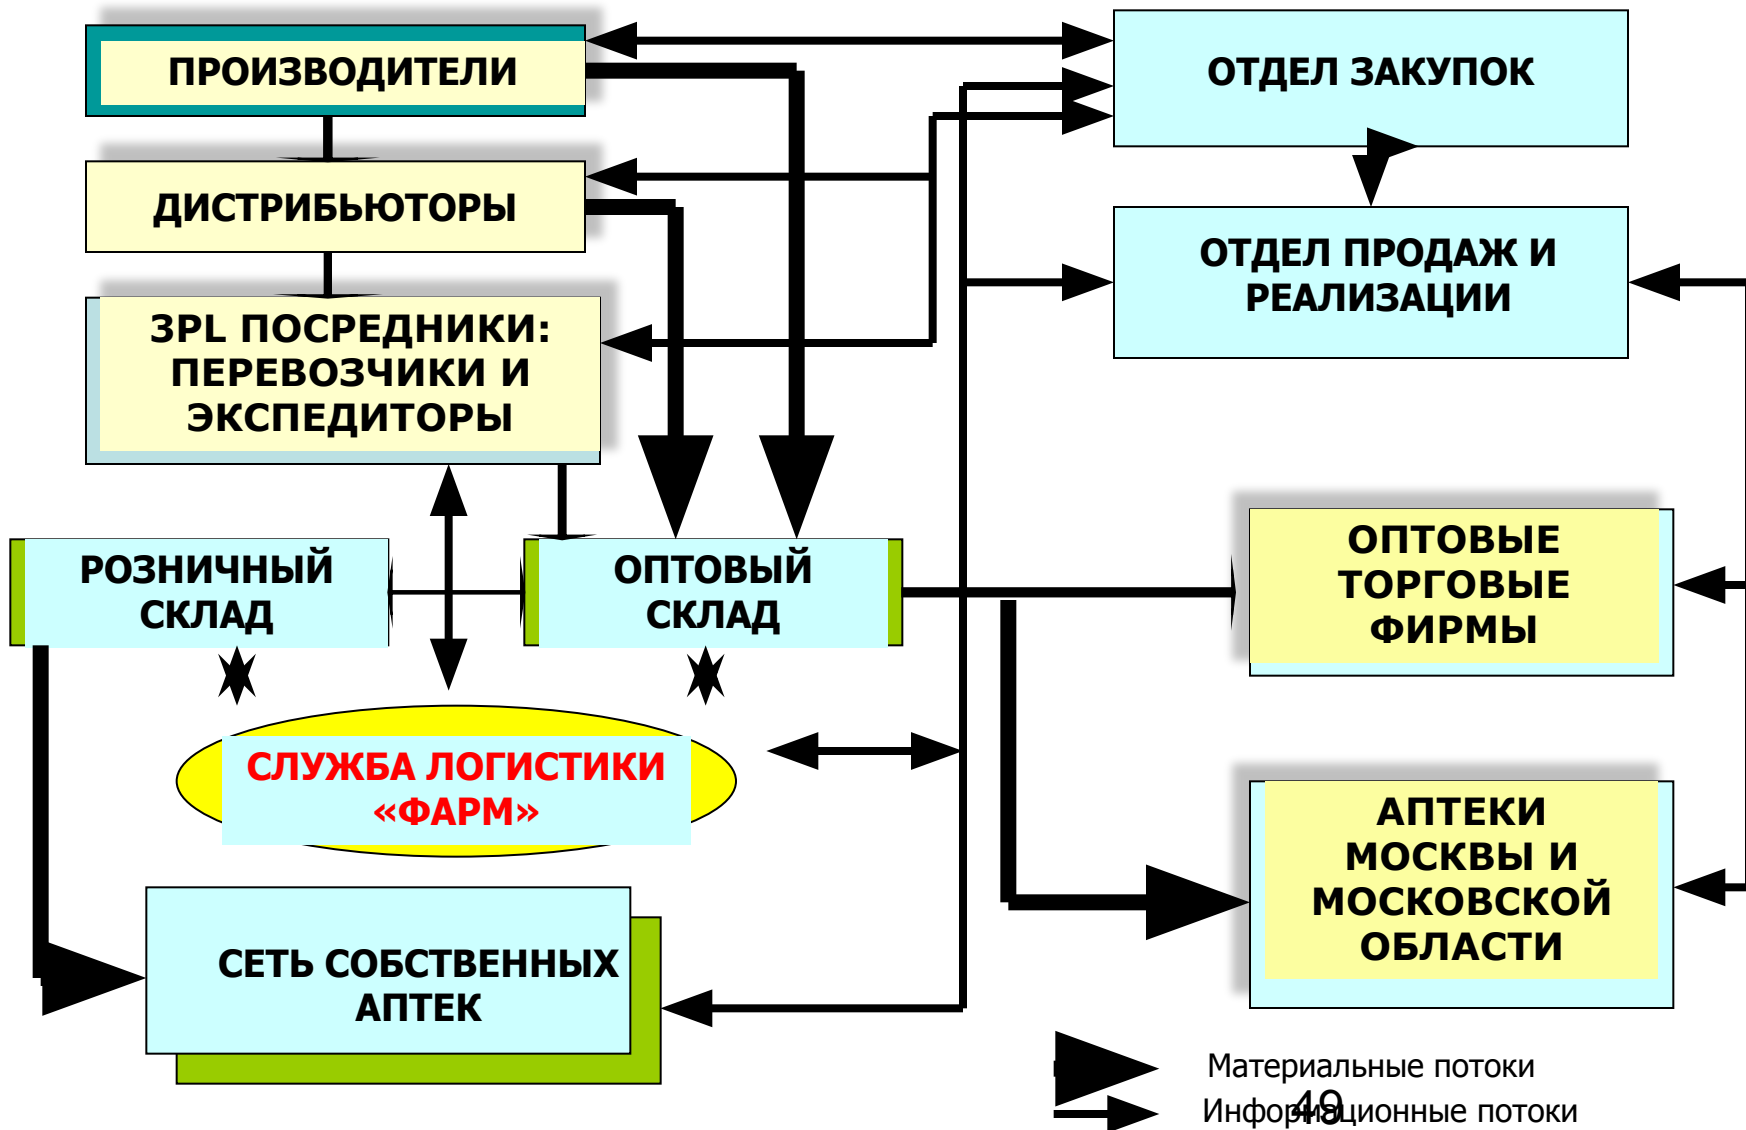 ПРОИЗВОДИТЕЛИ
ОТДЕЛ ЗАКУПОК
ДИСТРИБЬЮТОРЫ
ОТДЕЛ ПРОДАЖ И
РЕАЛИЗАЦИИ
3PL ПОСРЕДНИКИ:
ПЕРЕВОЗЧИКИ И
ЭКСПЕДИТОРЫ
РОЗНИЧНЫЙ
СКЛАД
ОПТОВЫЙ
СКЛАД
ОПТОВЫЕ
ТОРГОВЫЕ
ФИРМЫ
СЛУЖБА ЛОГИСТИКИ
«ФАРМ»
АПТЕКИ
МОСКВЫ И
МОСКОВСКОЙ
ОБЛАСТИ
СЕТЬ СОБСТВЕННЫХ
АПТЕК
Материальные потоки
Информационные потоки
49